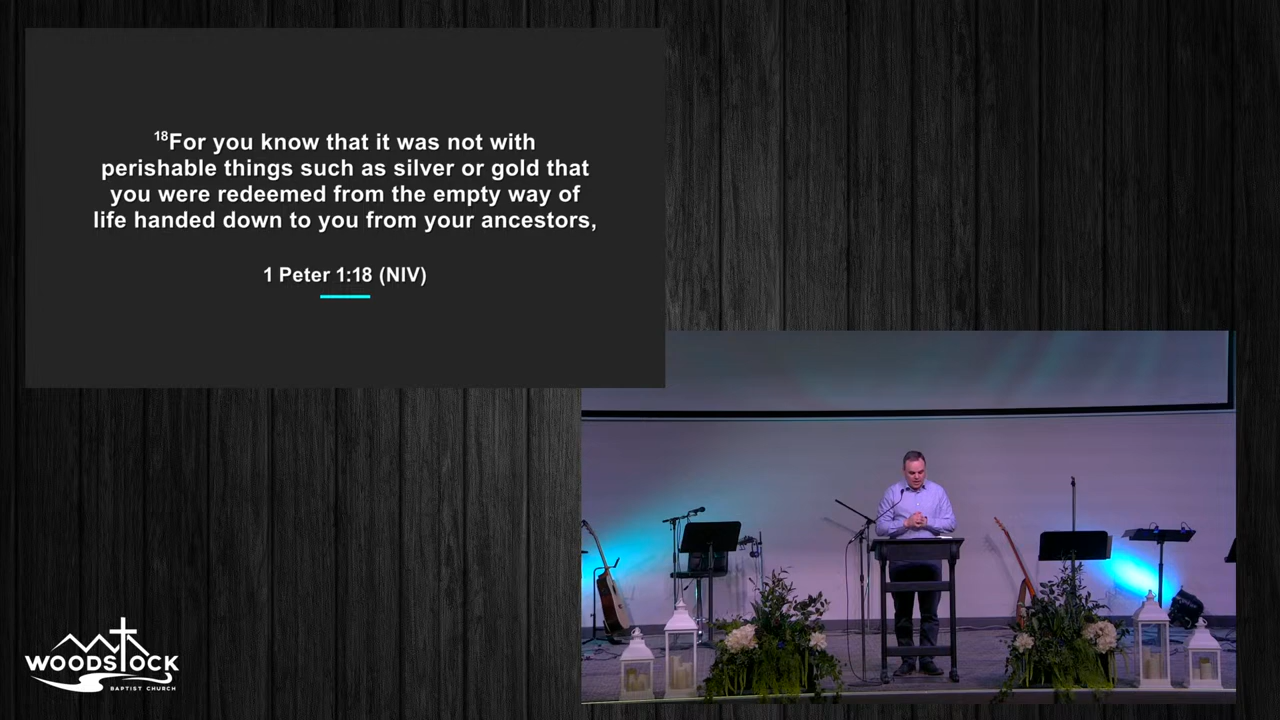 18For you know that it was not with
perishable things such as silver or gold that
you were redeemed from the empty way of
life handed down to you from your ancestors,
1 Peter 1:18 (NIV)
WOODSTOCK
BAPTIST CHURCH